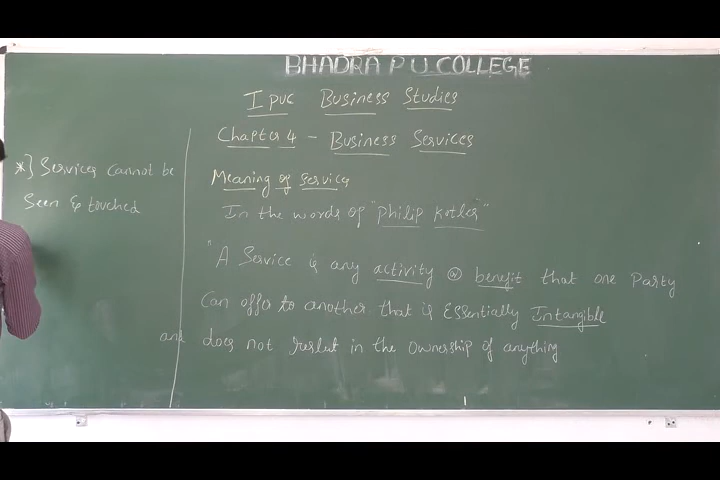 BHADRA P U COLLEGE
I PUC Business Studies
Chapter 4 - Business Services
*] Services cannot be
Seen & touched
Meaning of Services
In the words of "Philip Kotler"
"A Service is any activity or benefit that one Party
Can offer to another that is Essentially Intangible
and does not reslut in the ownership of anything